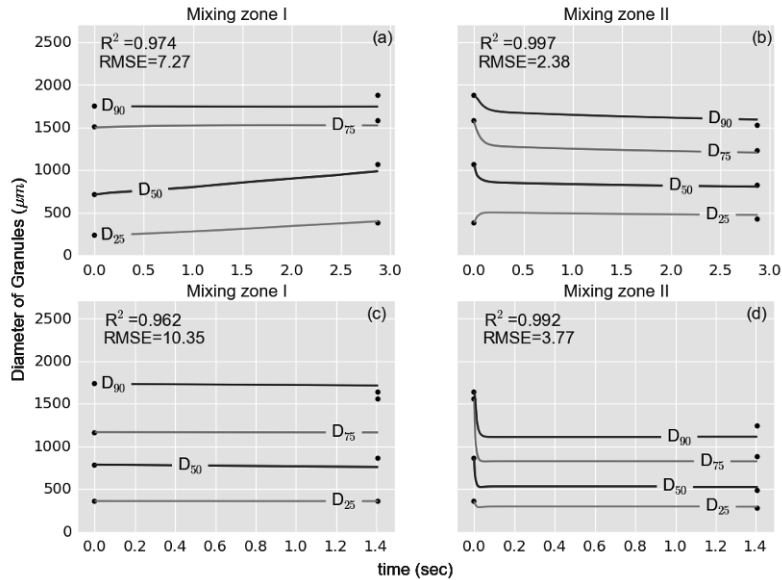 Mixing zone I
Mixing zone II
2500
2000
1500
1000
500
0
R² =0.974
RMSE=7.27
(a)
D₉₀
D₇₅
D₅₀
D₂₅
0.0 0.5 1.0 1.5 2.0 2.5 3.0
R² =0.997
RMSE=2.38
(b)
D₉₀
D₇₅
D₅₀
D₂₅
0.0 0.5 1.0 1.5 2.0 2.5 3.0
Diameter of Granules (μm)
Mixing zone I
Mixing zone II
2500
2000
1500
1000
500
0
R² =0.962
RMSE=10.35
(c)
D₉₀
D₇₅
D₅₀
D₂₅
0.0 0.2 0.4 0.6 0.8 1.0 1.2 1.4
R² =0.992
RMSE=3.77
(d)
D₉₀
D₇₅
D₅₀
D₂₅
0.0 0.2 0.4 0.6 0.8 1.0 1.2 1.4
time (sec)